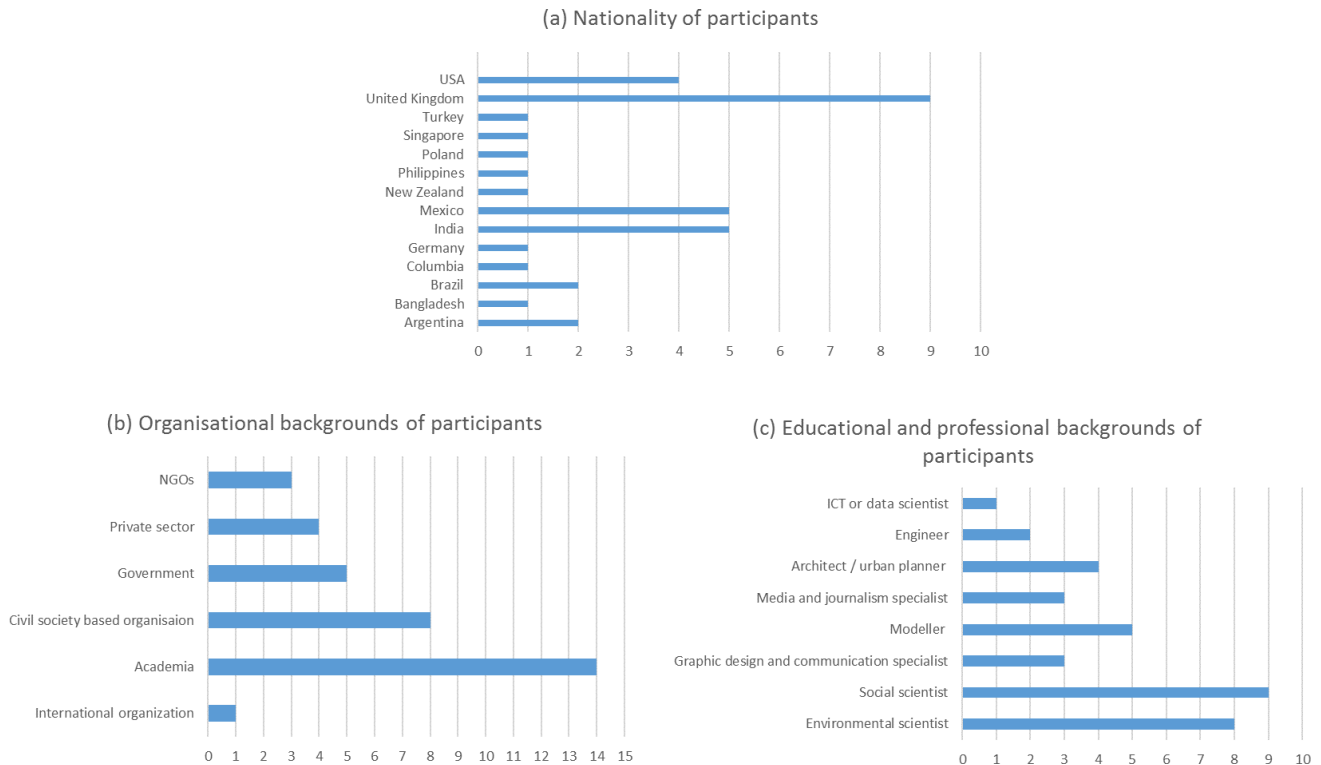 (a) Nationality of participants
USA
United Kingdom
Turkey
Singapore
Poland
Philippines
New Zealand
Mexico
India
Germany
Columbia
Brazil
Bangladesh
Argentina
0 1 2 3 4 5 6 7 8 9 10
(b) Organisational backgrounds of participants
NGOs
Private sector
Government
Civil society based organisaion
Academia
International organization
0 1 2 3 4 5 6 7 8 9 10 11 12 13 14 15
(c) Educational and professional backgrounds of
participants
ICT or data scientist
Engineer
Architect / urban planner
Media and journalism specialist
Modeller
Graphic design and communication specialist
Social scientist
Environmental scientist
0 1 2 3 4 5 6 7 8 9 10